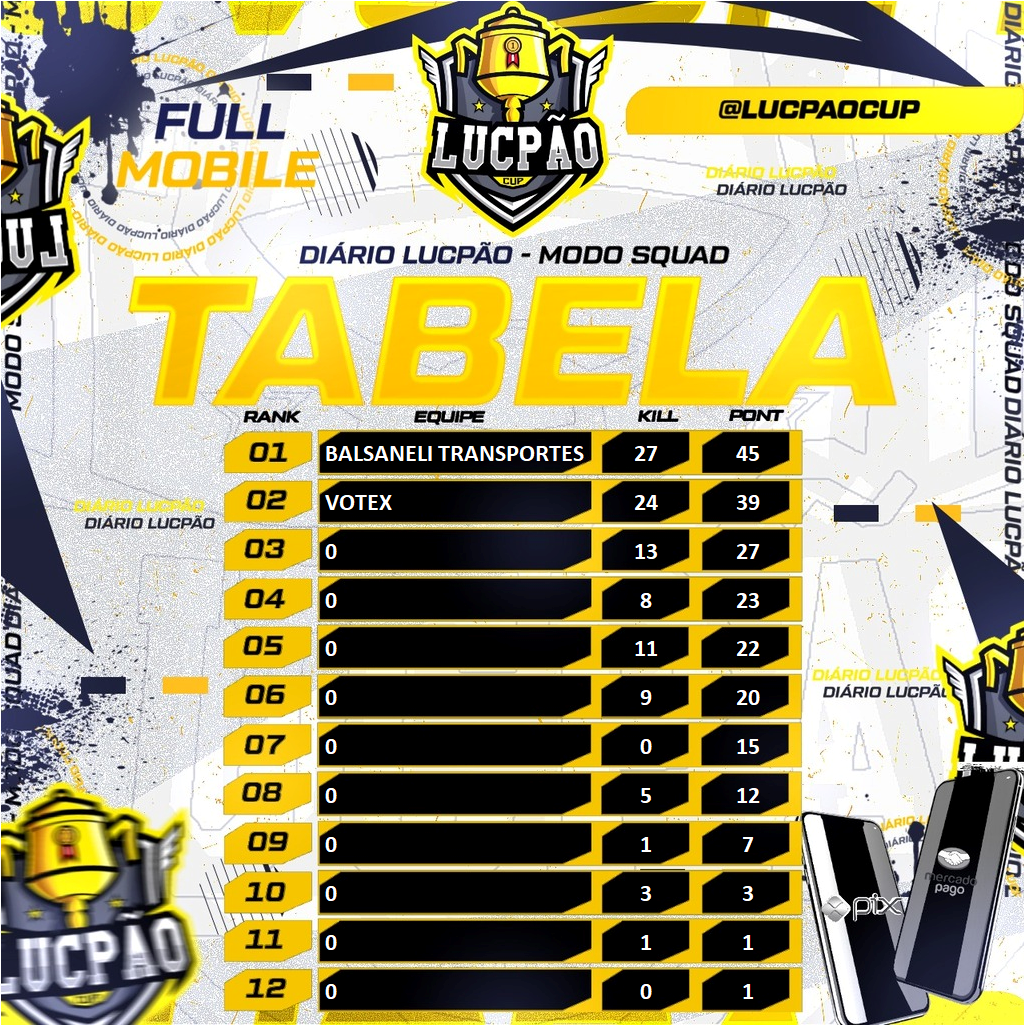 FULL
MOBILE
LUCPÃO
CUP
@LUCPAOCUP
DIÁRIO LUCPÃO
DIÁRIO LUCPÃO
DIÁRIO LUCPÃO - MODO SQUAD
TABELA
RANK EQUIPE KILL PONT
01 BALSANELI TRANSPORTES 27 45
02 VOTEX 24 39
DIÁRIO LUCPÃO
DIÁRIO LUCPÃO
03 0 13 27
04 0 8 23
05 0 11 22
06 0 9 20
DIÁRIO LUCPÃO
DIÁRIO LUCPÃO
07 0 0 15
08 0 5 12
09 0 1 7
10 0 3 3
mercado
pago
pix
11 0 1 1
12 0 0 1
LUCPÃO
CUP